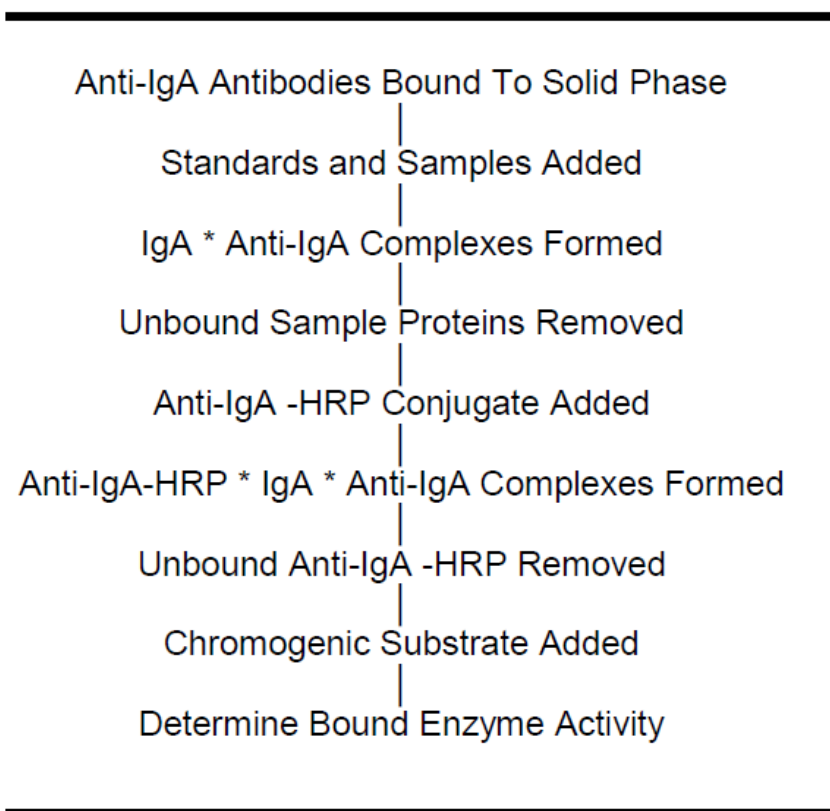 Anti-IgA Antibodies Bound To Solid Phase
Standards and Samples Added
IgA * Anti-IgA Complexes Formed
Unbound Sample Proteins Removed
Anti-IgA -HRP Conjugate Added
Anti-IgA-HRP * IgA * Anti-IgA Complexes Formed
Unbound Anti-IgA -HRP Removed
Chromogenic Substrate Added
Determine Bound Enzyme Activity